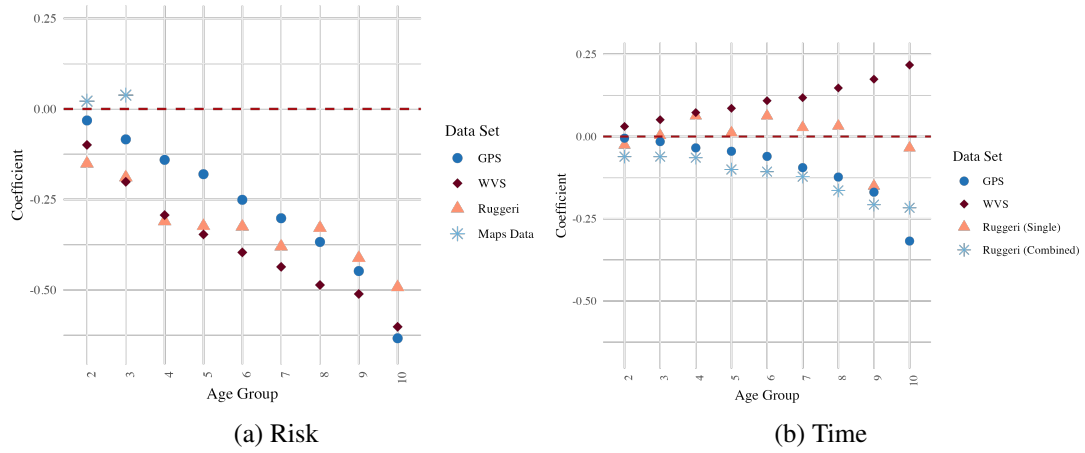 0.25
0.00
-0.25
-0.50
Coefficient
2 3 4 5 6 7 8 9 10
Age Group
Data Set
GPS
WVS
Ruggeri
Maps Data
(a) Risk
0.25
0.00
-0.25
-0.50
Coefficient
2 3 4 5 6 7 8 9 10
Age Group
Data Set
GPS
WVS
Ruggeri (Single)
Ruggeri (Combined)
(b) Time